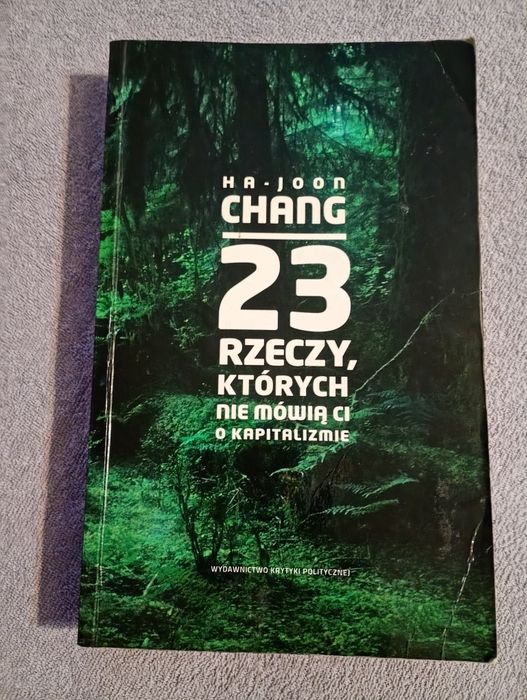 HA-JOON
CHANG
23
RZECZY,
KTÓRYCH
NIE MÓWIĄ CI
O KAPITALIZMIE
WYDAWNICTWO KRYTYKI POLITYCZNEJ